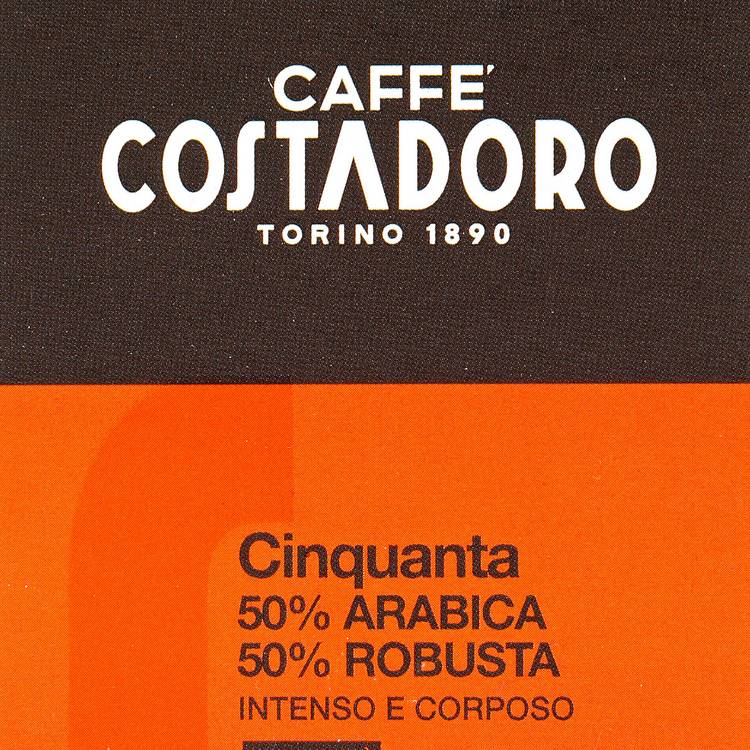 CAFFE'
COSTADORO
TORINO 1890
Cinquanta
50% ARABICA
50% ROBUSTA
INTENSO E CORPOSO